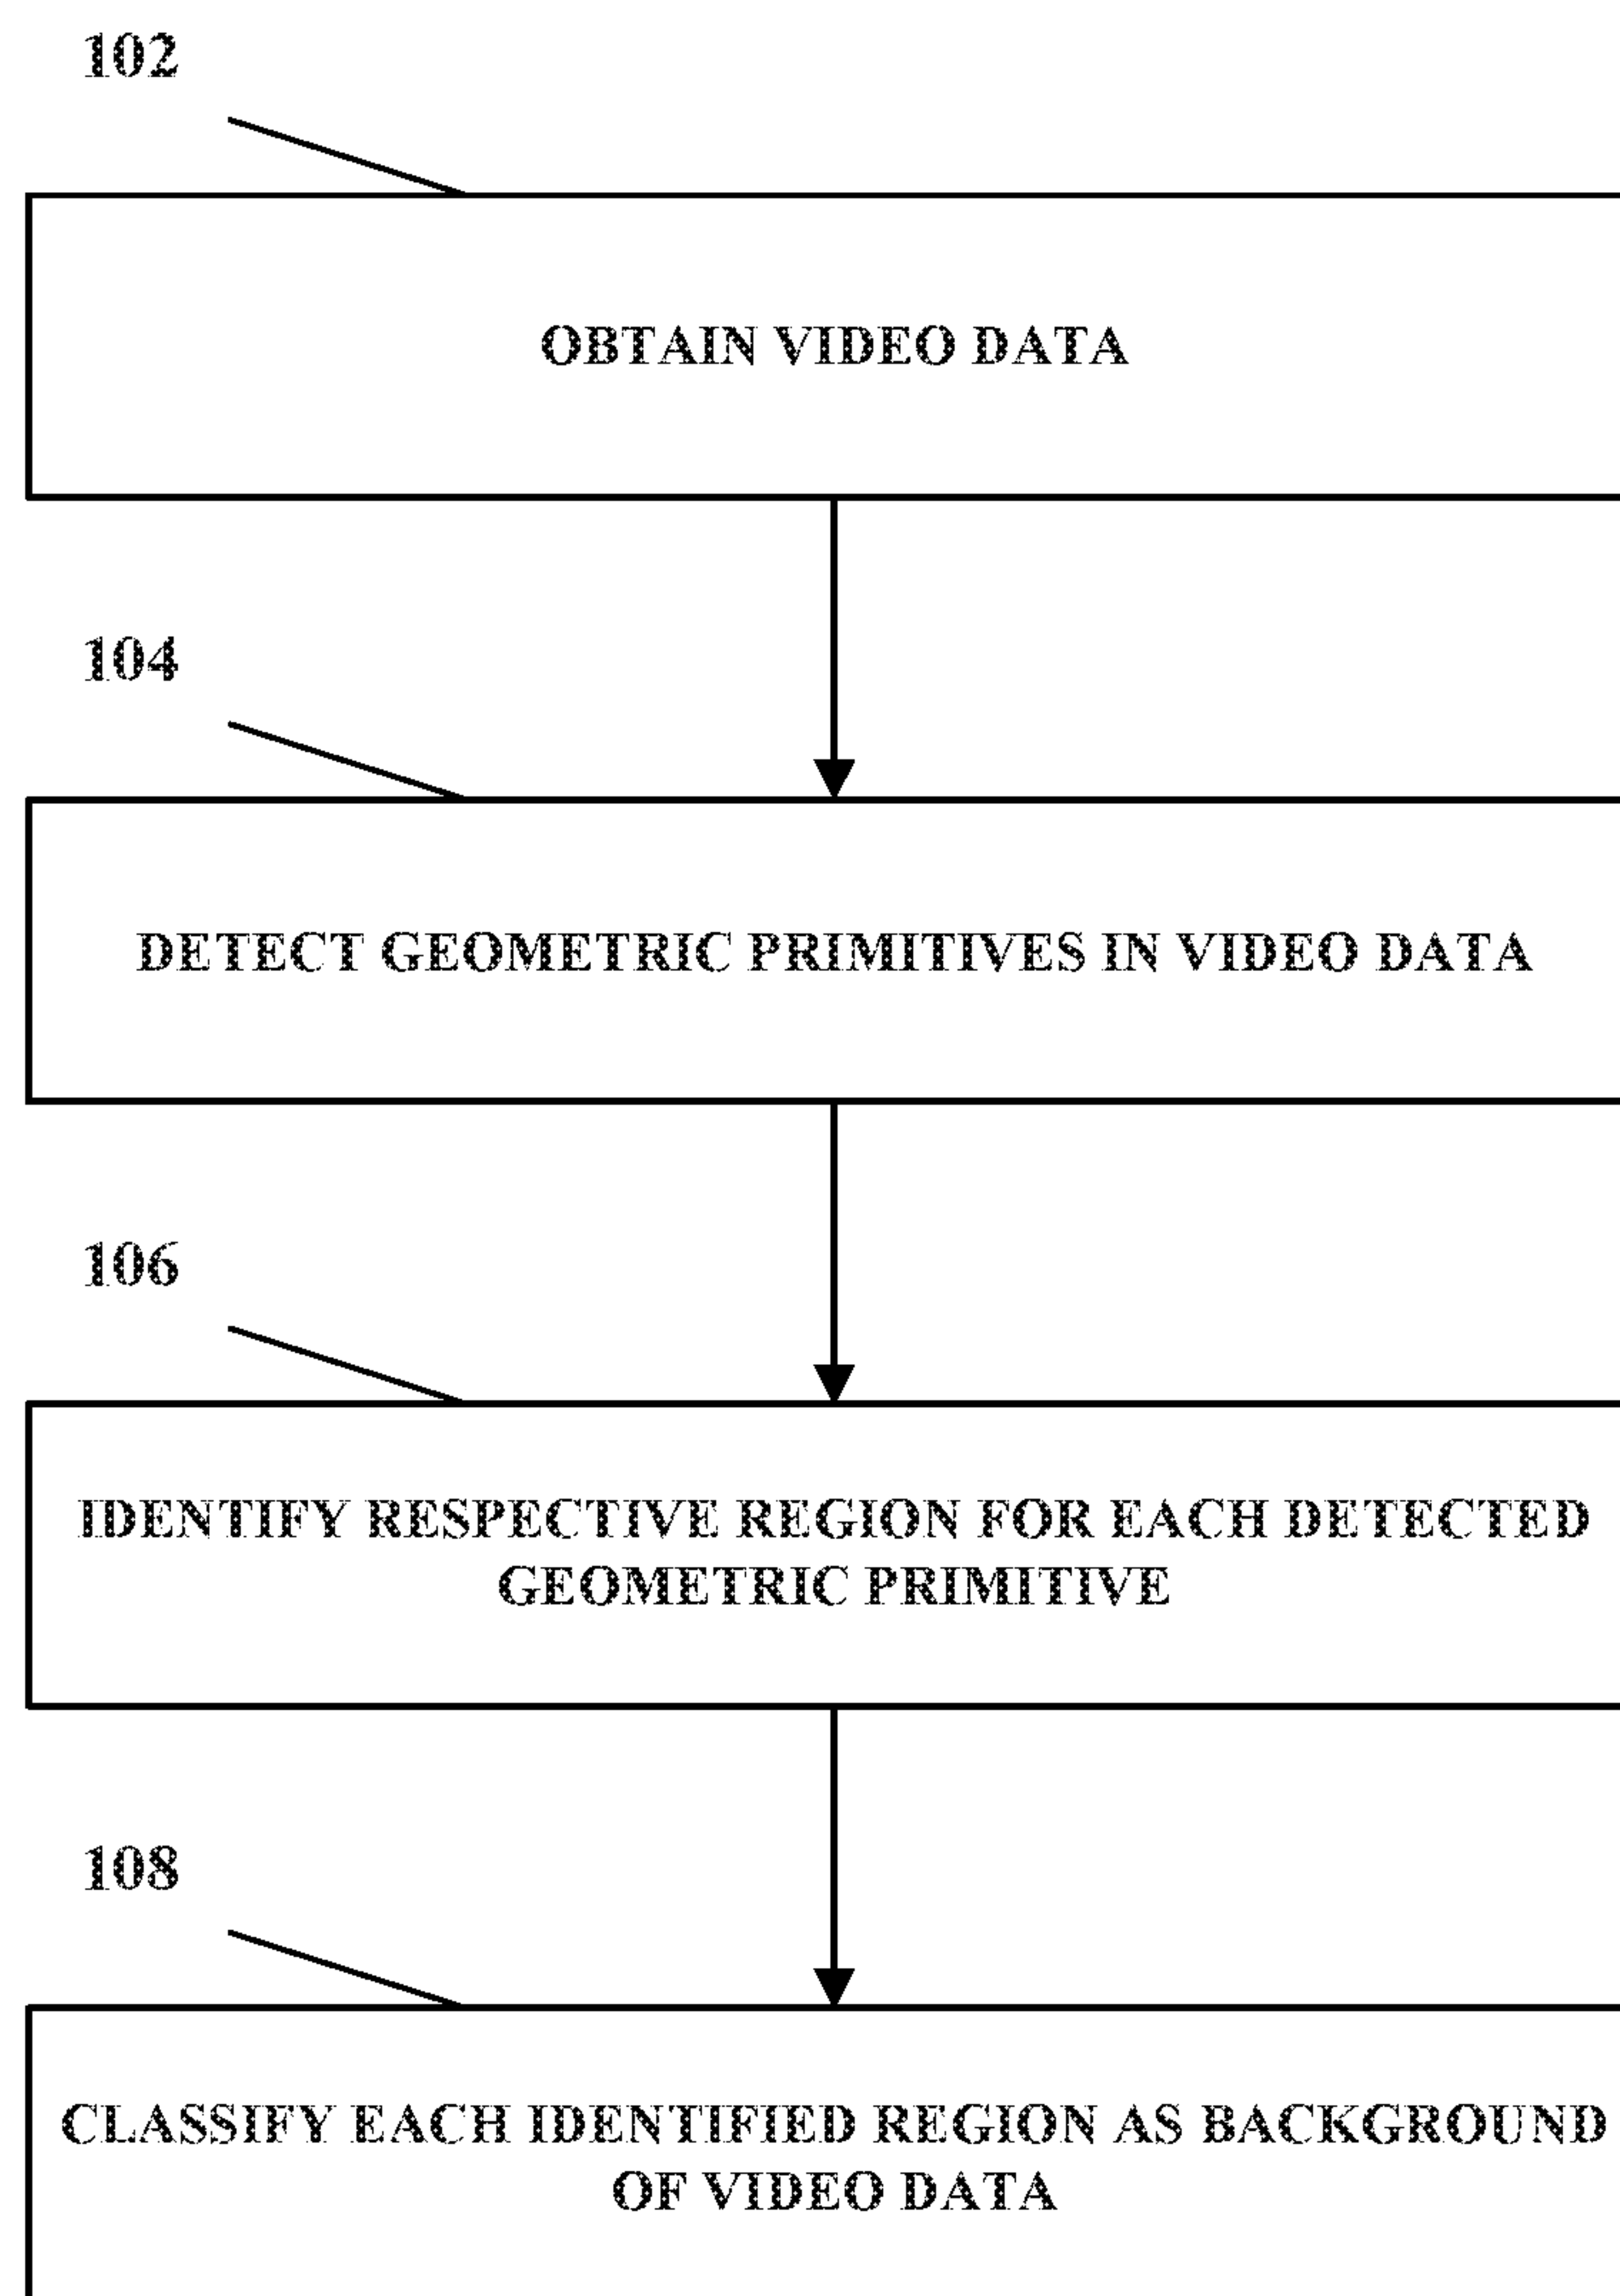 102
OBTAIN VIDEO DATA
104
DETECT GEOMETRIC PRIMITIVES IN VIDEO DATA
106
IDENTIFY RESPECTIVE REGION FOR EACH DETECTED
GEOMETRIC PRIMITIVE
108
CLASSIFY EACH IDENTIFIED REGION AS BACKGROUND
OF VIDEO DATA